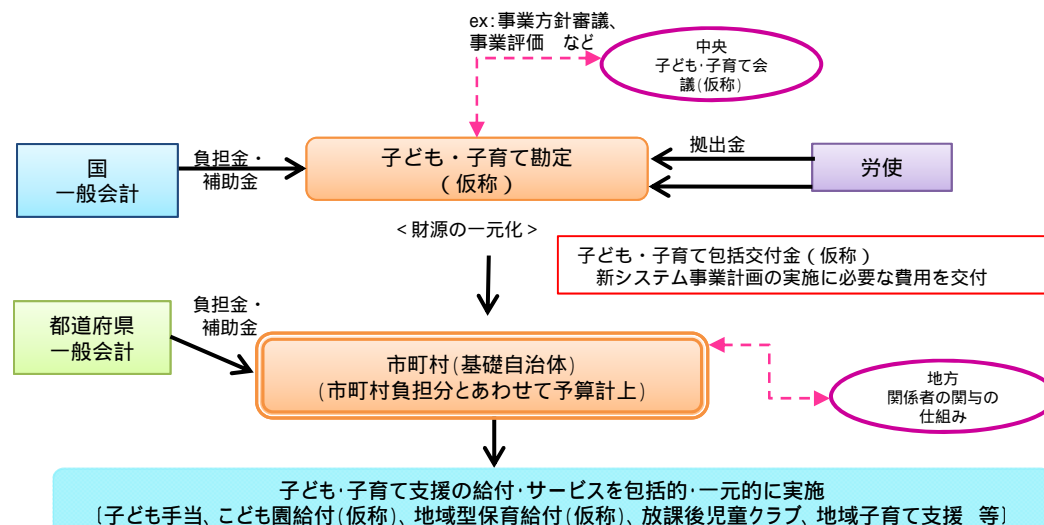 ex:事業方針審議、
事業評価　など
中央
子ども・子育て会
議(仮称)
国
一般会計
負担金・
補助金
子ども・子育て勘定
(仮称)
拠出金
労使
<財源の一元化>
子ども・子育て包括交付金(仮称)
新システム事業計画の実施に必要な費用を交付
都道府県
一般会計
負担金・
補助金
市町村(基礎自治体)
(市町村負担分とあわせて予算計上)
地方
関係者の関与の
仕組み
子ども・子育て支援の給付・サービスを包括的・一元的に実施
〔子ども手当、こども園給付(仮称)、地域型保育給付(仮称)、放課後児童クラブ、地域子育て支援　等〕